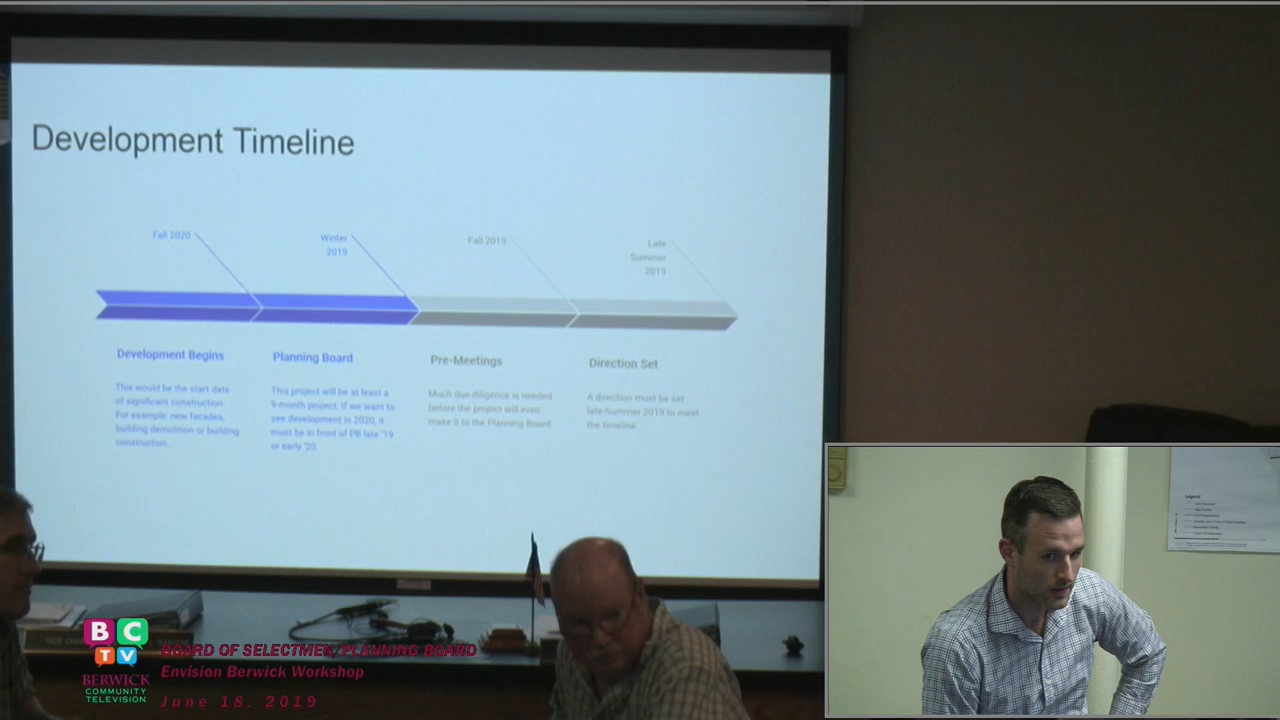 Development Timeline
Fall 2020
Winter
2019
Fall 2019
Late
Summer
2019
Development Begins
This would be the start date
of significant construction.
For example: new facades,
building demolition or building
construction.
Planning Board
This project will be at least a
9-month project. If we want to
see development in 2020, it
must be in front of PB late '19
or early '20.
Pre-Meetings
Much due-diligence is needed
before the project will even
make it to the Planning Board.
Direction Set
A direction must be set
late-Summer 2019 to meet
the timeline.
Legend
VICE
BC
TV
BERWICK
COMMUNITY
TELEVISION
BOARD OF SELECTMEN/PLANNING BOARD
Envision Berwick Workshop
June 18, 2019